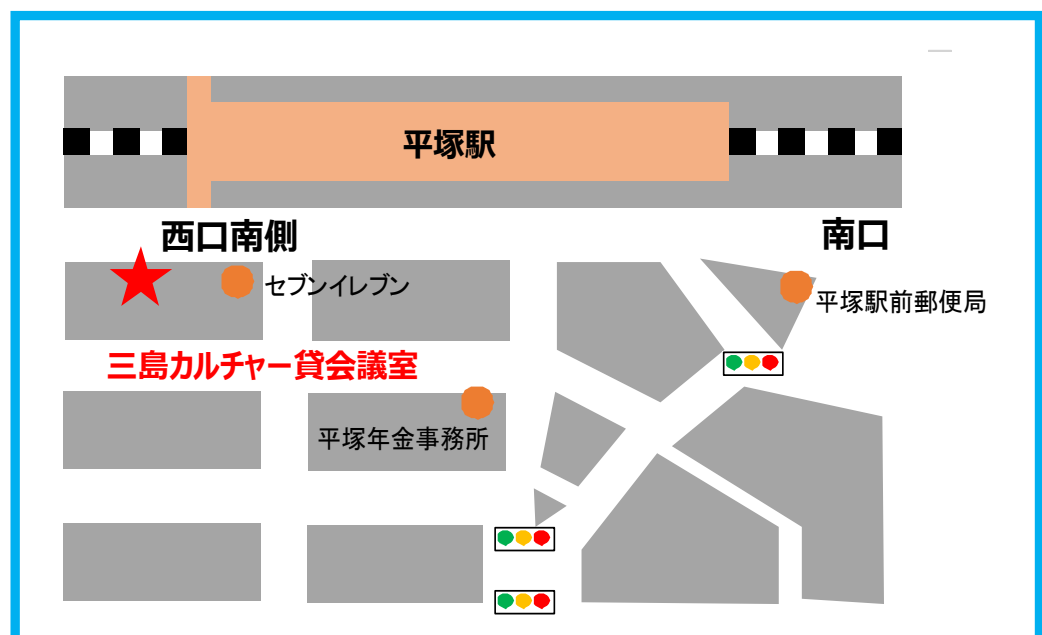 平塚駅
西口南側
南口
セブンイレブン
平塚駅前郵便局
三島カルチャー貸会議室
平塚年金事務所